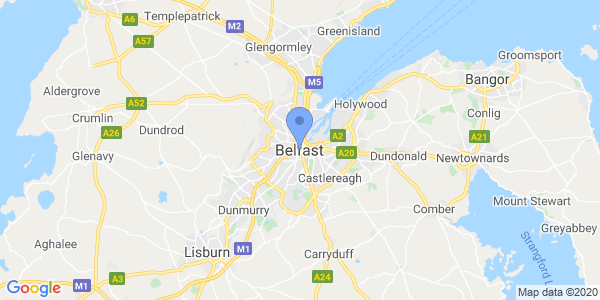 Templepatrick
A6
M2
Greenisland
A57
Glengormley
Groomsport
M5
Bangor
Aldergrove
A52
Holywood
Crumlin
Conlig
A26
Dundrod
A2
A21
Belfast
A20
Glenavy
Dundonald
Newtownards
Castlereagh
Mount Stewart
Dunmurry
Comber
Greyabbey
Aghalee
Lisburn
M1
Carryduff
Strangford L
A3
A24
M1
Google
Map data ©2020